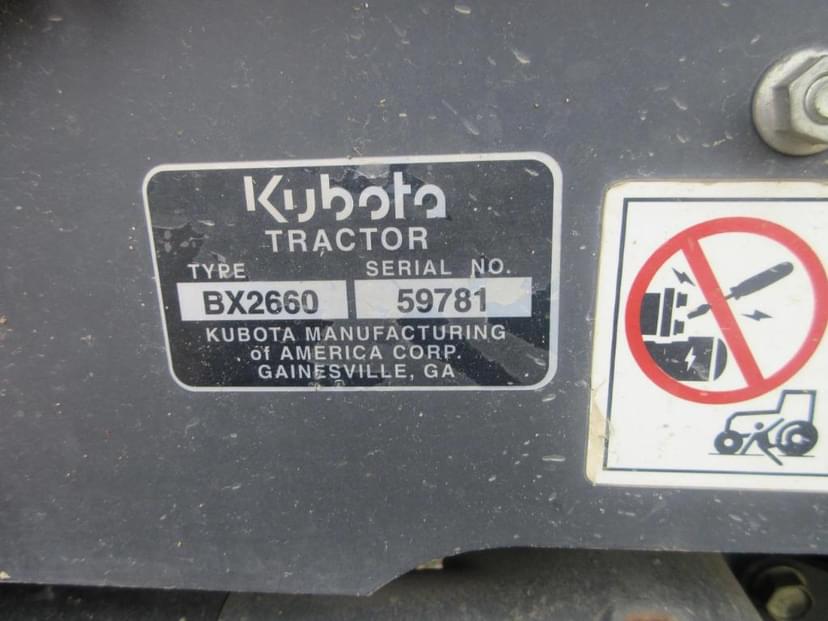 Kubota
TRACTOR
TYPE SERIAL NO.
BX2660 59781
KUBOTA MANUFACTURING
of AMERICA CORP.
GAINESVILLE, GA